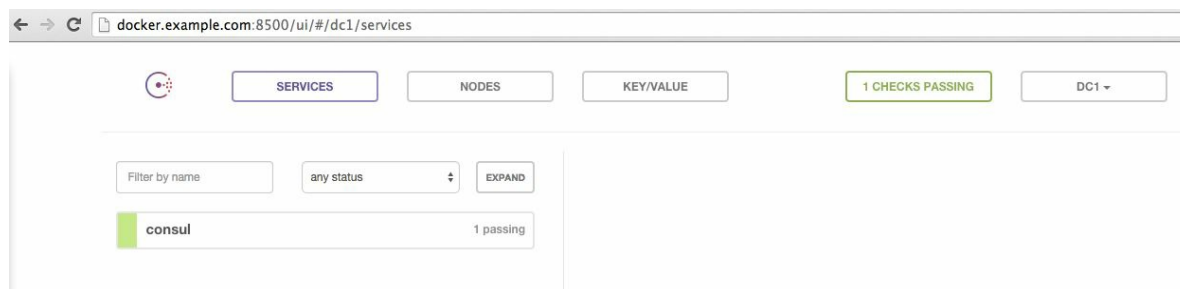 docker.example.com:8500/ui/#/dc1/services
SERVICES NODES KEY/VALUE 1 CHECKS PASSING DC1
Filter by name any status EXPAND
consul 1 passing